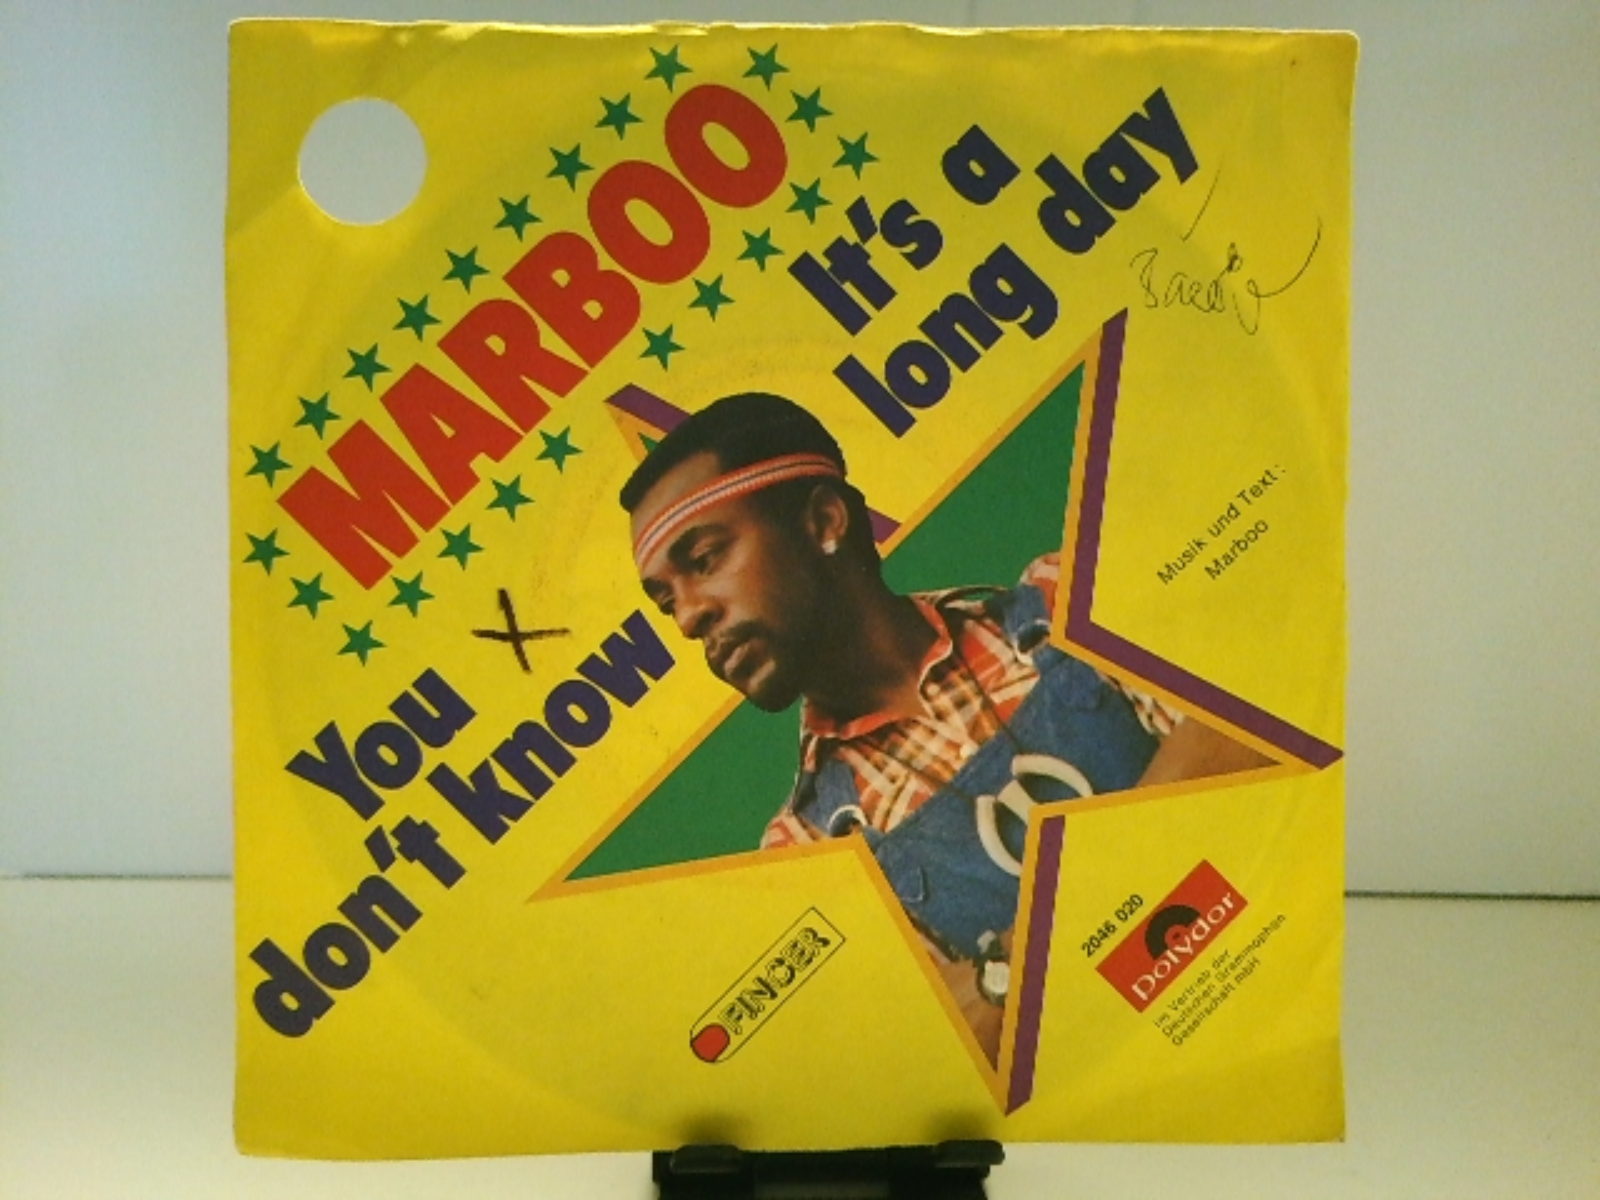 MARBOO
It's a
long day
You
don't know
Musik und Text:
Marboo
FINGER
2046 020
polydor
im Vertrieb der
Deutschen Grammophon
Gesellschaft mbH